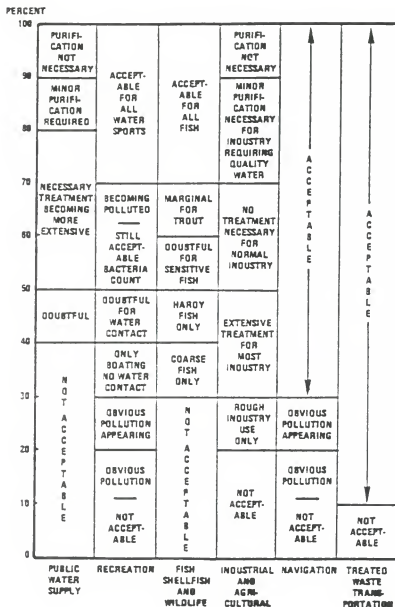 PERCENT
100
90
80
70
60
50
40
30
20
10
0
PURIFI-
CATION
NOT
NECESSARY
MINOR
PURIFI-
CATION
REQUIRED
NECESSARY
TREATMENT
BECOMING
MORE
EXTENSIVE
DOUBTFUL
NOT ACCEPTABLE
PUBLIC
WATER
SUPPLY
ACCEPT-
ABLE
FOR
ALL
WATER
SPORTS
BECOMING
POLLUTED
STILL
ACCEPT-
ABLE
BACTERIA
COUNT
DOUBTFUL
FOR
WATER
CONTACT
ONLY
BOATING
NO WATER
CONTACT
OBVIOUS
POLLUTION
APPEARING
OBVIOUS
POLLUTION
NOT
ACCEPT-
ABLE
RECREATION
ACCEPT-
ABLE
FOR
ALL
FISH
MARGINAL
FOR
TROUT
DOUBTFUL
FOR
SENSITIVE
FISH
HARDY
FISH
ONLY
COARSE
FISH
ONLY
NOT ACCEPTABLE
FISH
SHELLFISH
AND
WILDLIFE
PURIFI-
CATION
NOT
NECESSARY
MINOR
PURIFI-
CATION
NECESSARY
FOR
INDUSTRY
REQUIRING
QUALITY
WATER
NO
TREATMENT
NECESSARY
FOR
NORMAL
INDUSTRY
EXTENSIVE
TREATMENT
FOR
MOST
INDUSTRY
ROUGH
INDUSTRY
USE
ONLY
NOT
ACCEPT-
ABLE
INDUSTRIAL
AND
AGRI-
CULTURAL
ACCEPTABLE
OBVIOUS
POLLUTION
APPEARING
OBVIOUS
POLLUTION
NOT
ACCEPT-
ABLE
NAVIGATION
ACCEPTABLE
NOT
ACCEPT-
ABLE
TREATED
WASTE
TRANS-
PORTATION